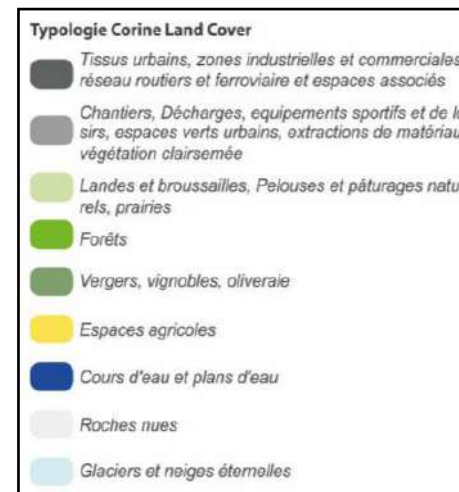 Typologie Corine Land Cover
Tissus urbains, zones industrielles et commerciales
réseau routiers et ferroviaire et espaces associés
Chantiers, Décharges, equipements sportifs et de lo
sirs, espaces verts urbains, extractions de matériau
végétation clairsemée
Landes et broussailles, Pelouses et pâturages natu
rels, prairies
Forêts
Vergers, vignobles, oliveraie
Espaces agricoles
Cours d'eau et plans d'eau
Roches nues
Glaciers et neiges éternelles